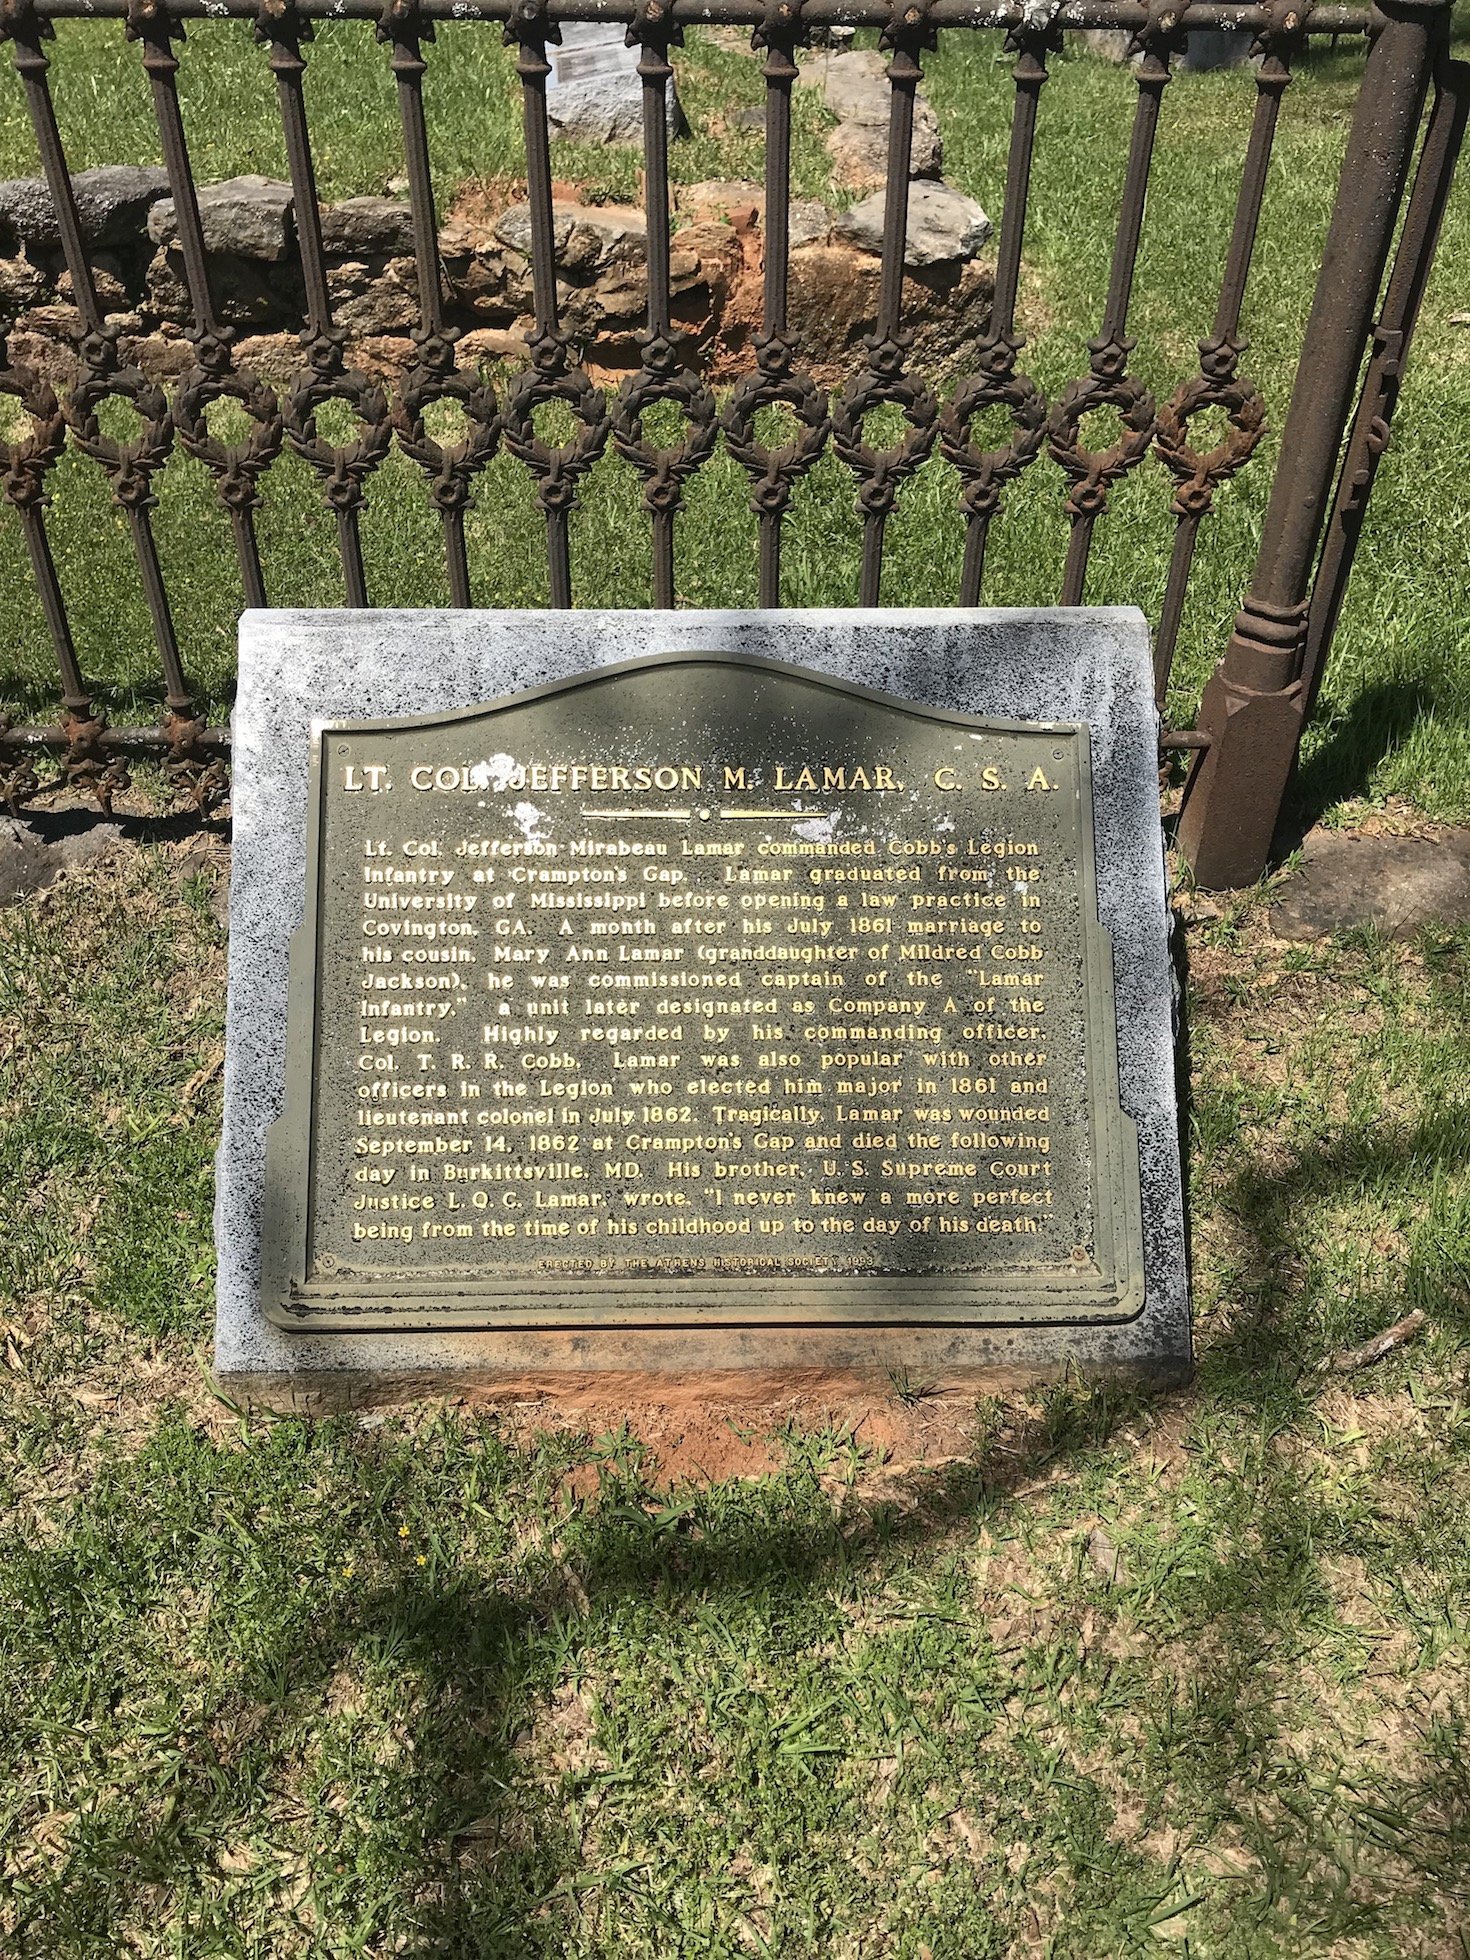 LT. COL. JEFFERSON M. LAMAR, C. S. A.
Lt. Col. Jefferson Mirabeau Lamar commanded Cobb's Legion
Infantry at Crampton's Gap. Lamar graduated from the
University of Mississippi before opening a law practice in
Covington, GA. A month after his July 1861 marriage to
his cousin, Mary Ann Lamar (granddaughter of Mildred Cobb
Jackson), he was commissioned captain of the "Lamar
Infantry," a unit later designated as Company A of the
Legion. Highly regarded by his commanding officer,
Col. T. R. R. Cobb, Lamar was also popular with other
officers in the Legion who elected him major in 1861 and
lieutenant colonel in July 1862. Tragically, Lamar was wounded
September 14, 1862 at Crampton's Gap and died the following
day in Burkittsville, MD. His brother, U. S. Supreme Court
Justice L. Q. C. Lamar, wrote, "I never knew a more perfect
being from the time of his childhood up to the day of his death."
ERECTED BY THE ATHENS HISTORICAL SOCIETY 1993